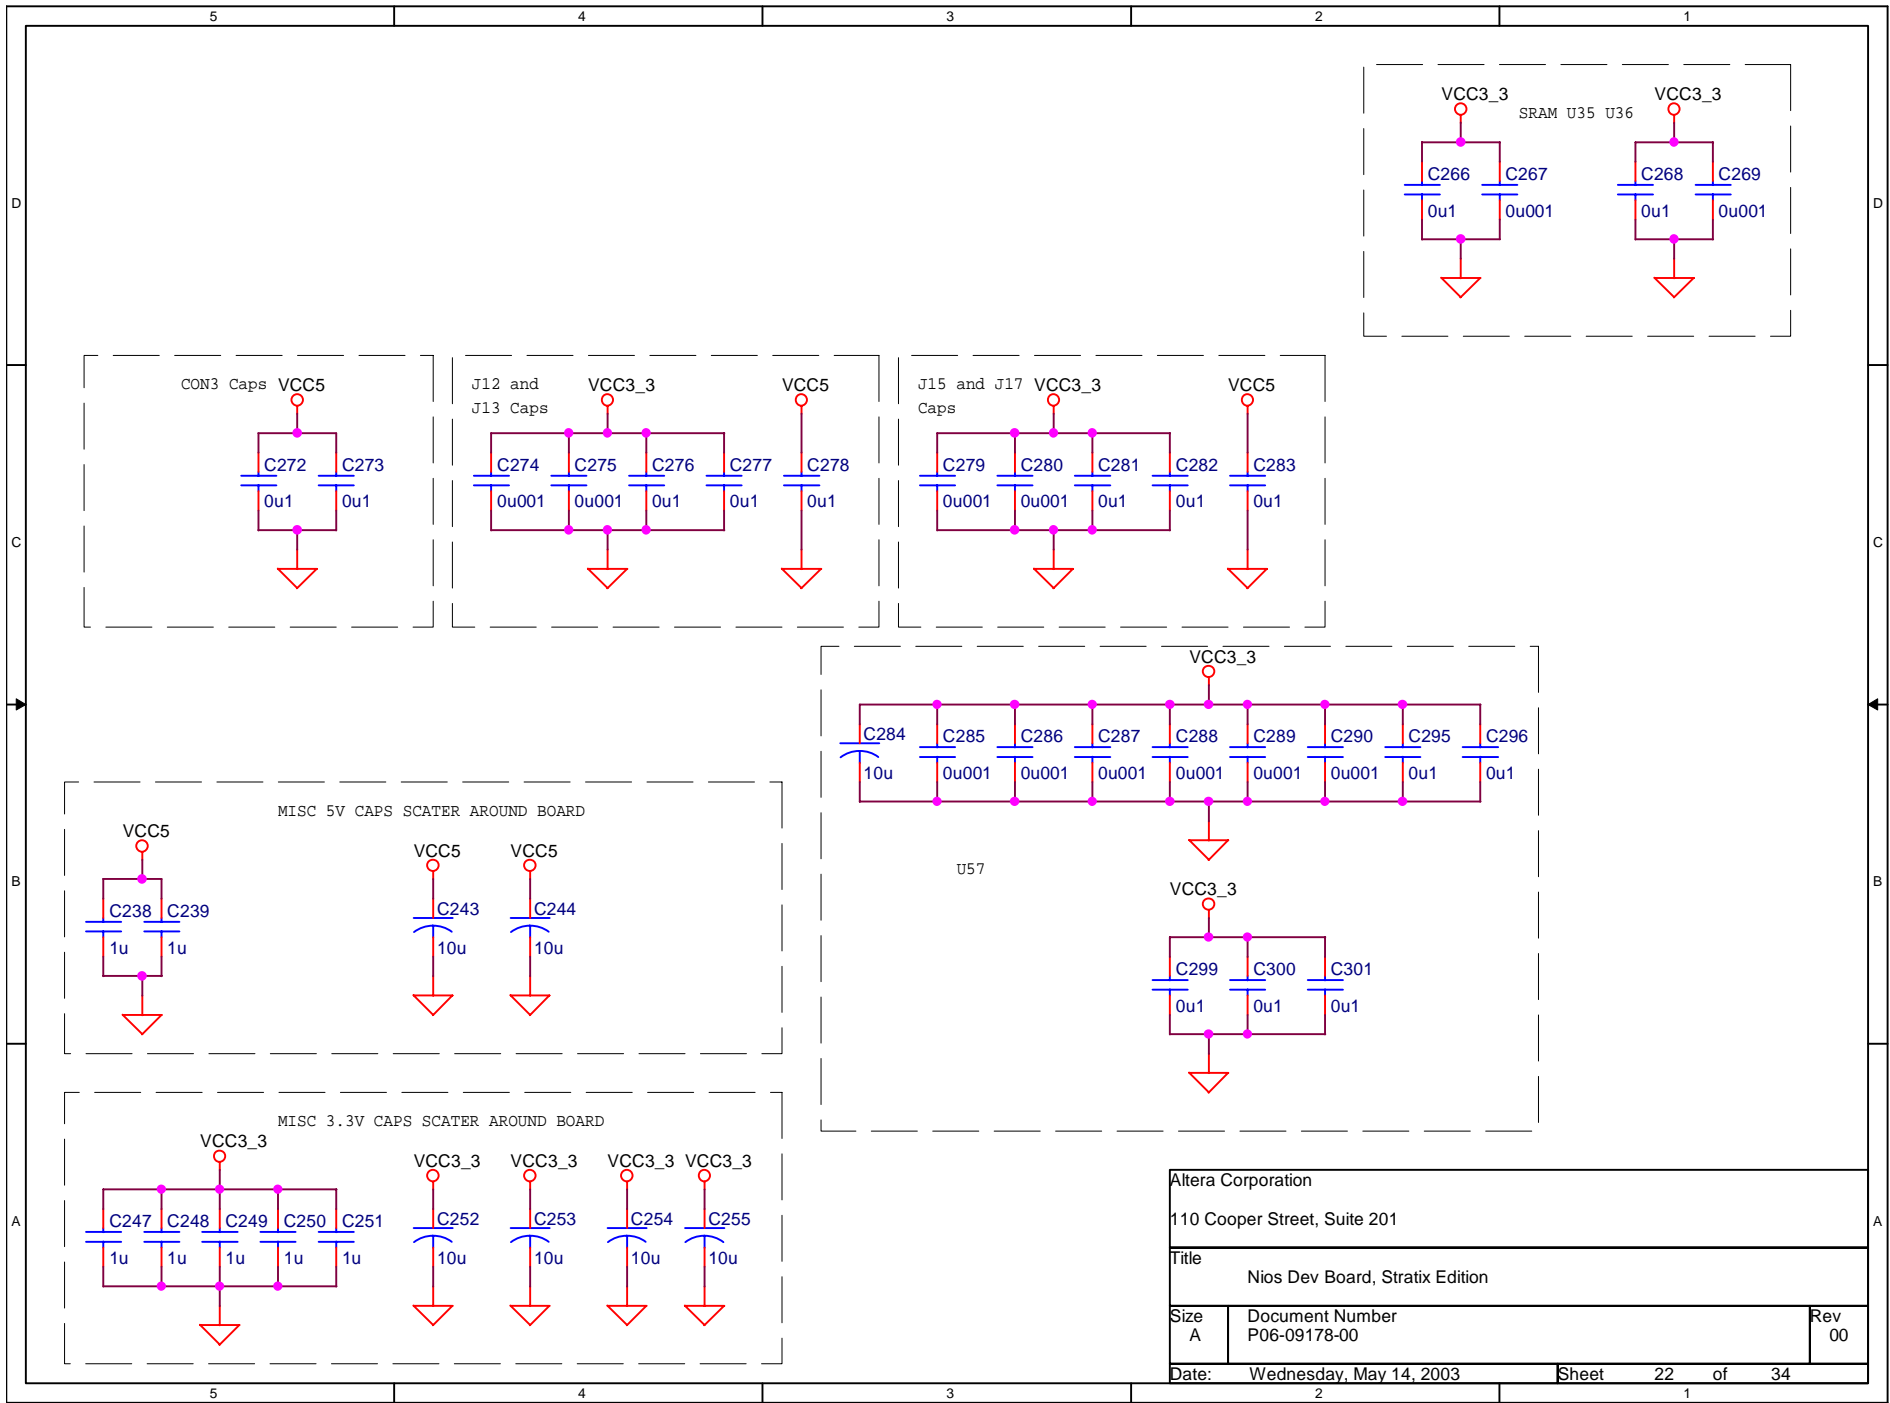 5 4 3 2 1
VCC3_3 VCC3_3
SRAM U35 U36
C266 C267 C268 C269
D D
0u1 0u001 0u1 0u001
CON3 Caps VCC5
C272 C273
0u1 0u1
J12 and
J13 Caps
VCC3_3 VCC5
C274 C275 C276 C277 C278
0u001 0u001 0u1 0u1 0u1
J15 and J17
Caps
VCC3_3 VCC5
C279 C280 C281 C282 C283
0u001 0u001 0u1 0u1 0u1
C C
VCC3_3
C284 C285 C286 C287 C288 C289 C290 C295 C296
10u 0u001 0u001 0u001 0u001 0u001 0u001 0u1 0u1
U57
VCC3_3
C299 C300 C301
0u1 0u1 0u1
MISC 5V CAPS SCATER AROUND BOARD
VCC5 VCC5 VCC5
B B
C238 C239 C243 C244
1u 1u 10u 10u
MISC 3.3V CAPS SCATER AROUND BOARD
VCC3_3 VCC3_3 VCC3_3 VCC3_3 VCC3_3
A A
C247 C248 C249 C250 C251 C252 C253 C254 C255
1u 1u 1u 1u 1u 10u 10u 10u 10u
Altera Corporation
110 Cooper Street, Suite 201
Title
Nios Dev Board, Stratix Edition
Size Document Number Rev
A P06-09178-00 00
Date: Wednesday, May 14, 2003 Sheet 22 of 34
5 4 3 2 1